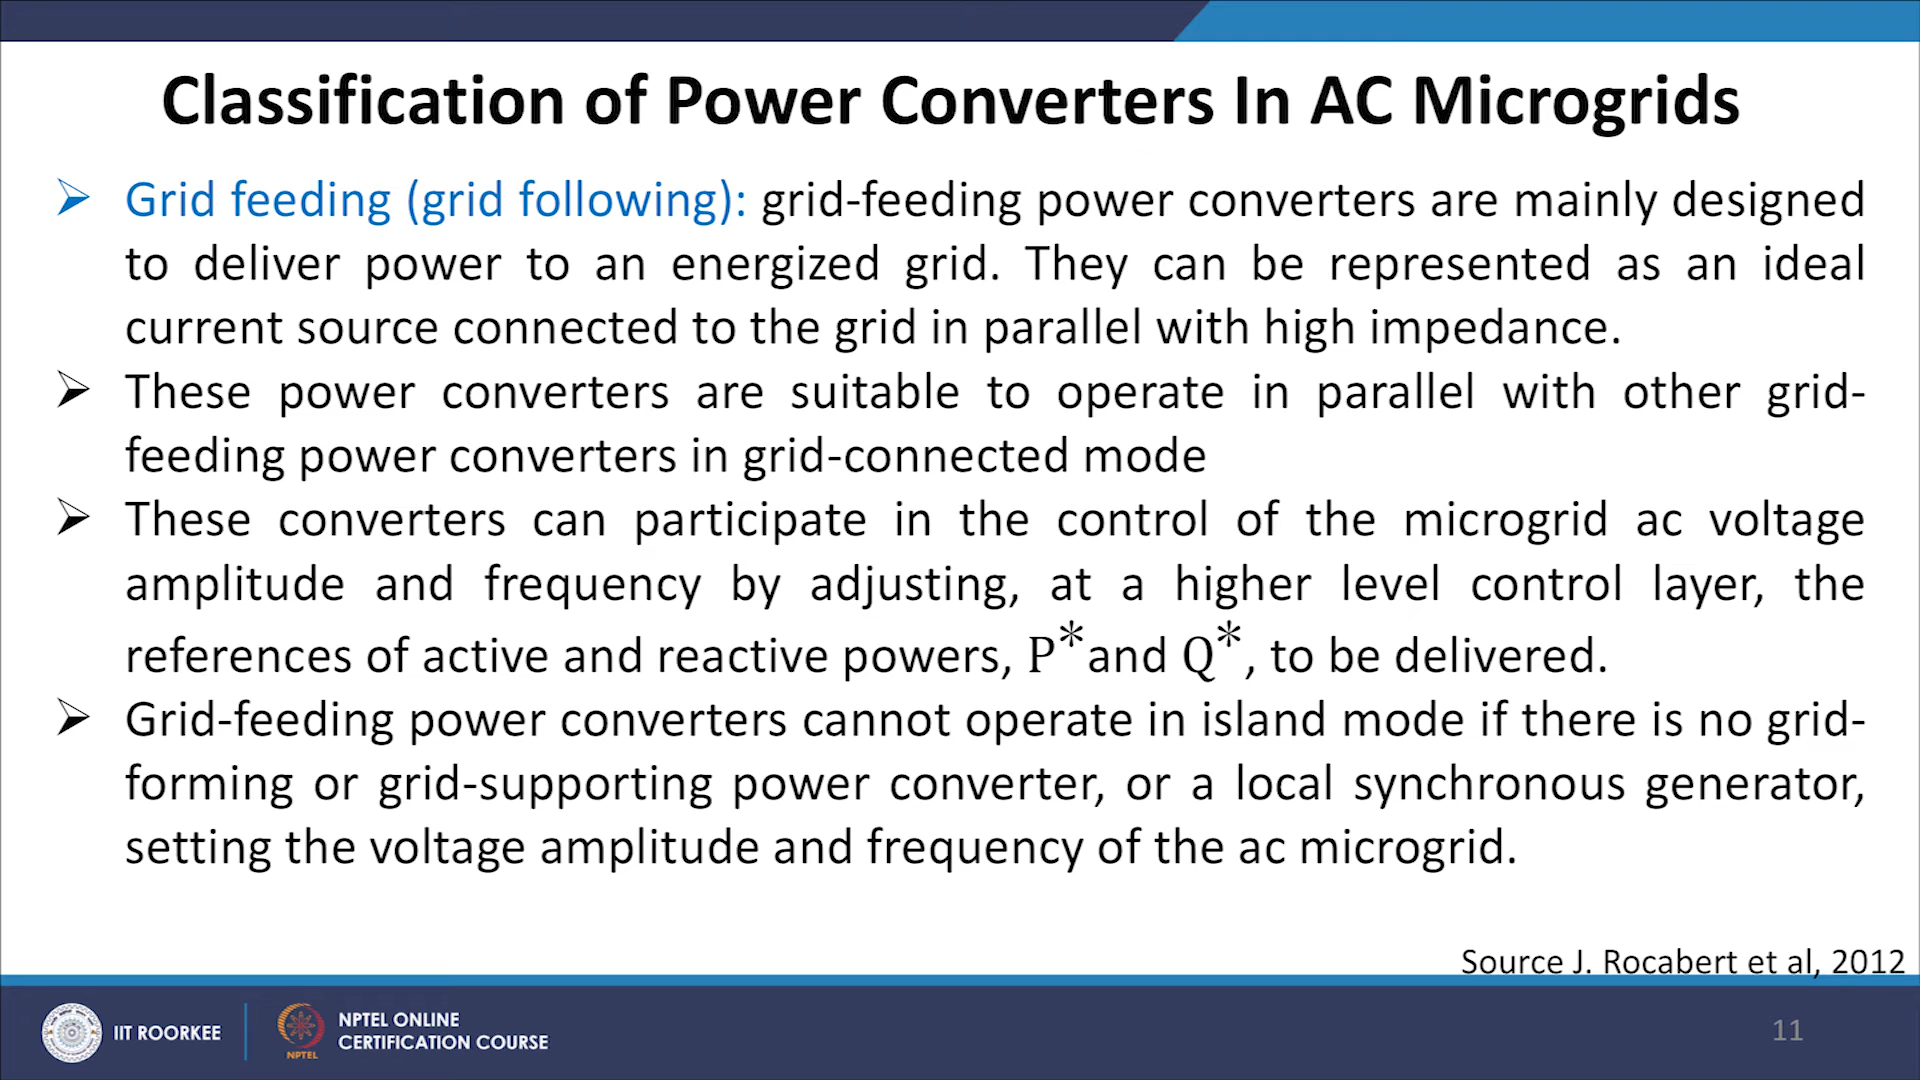 Classification of Power Converters In AC Microgrids
➢ Grid feeding (grid following): grid-feeding power converters are mainly designed
to deliver power to an energized grid. They can be represented as an ideal
current source connected to the grid in parallel with high impedance.
➢ These power converters are suitable to operate in parallel with other grid-
feeding power converters in grid-connected mode
➢ These converters can participate in the control of the microgrid ac voltage
amplitude and frequency by adjusting, at a higher level control layer, the
references of active and reactive powers, P* and Q*, to be delivered.
➢ Grid-feeding power converters cannot operate in island mode if there is no grid-
forming or grid-supporting power converter, or a local synchronous generator,
setting the voltage amplitude and frequency of the ac microgrid.
Source J. Rocabert et al, 2012
IIT ROORKEE
NPTEL
NPTEL ONLINE
CERTIFICATION COURSE
11